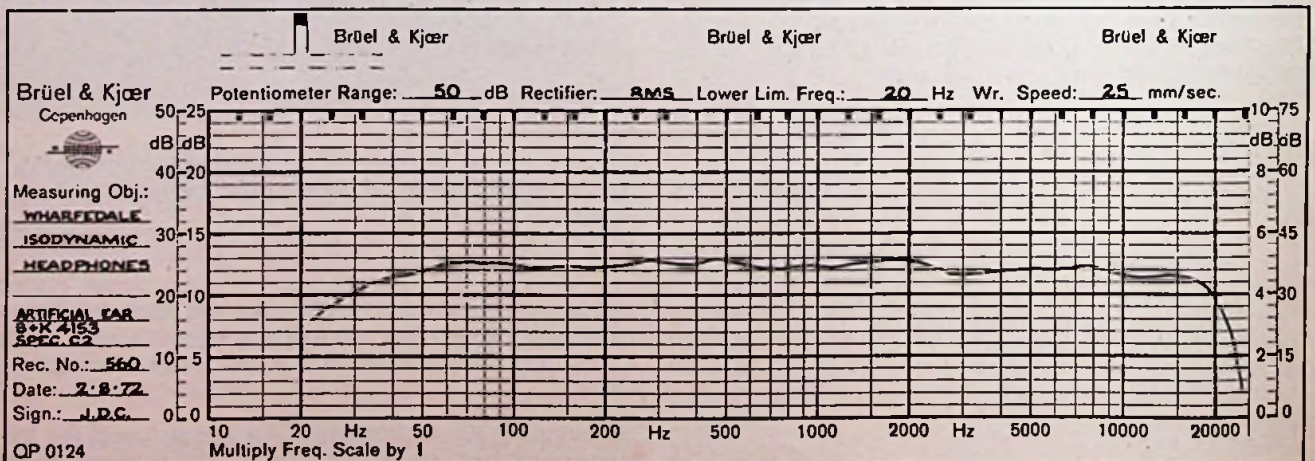 Brüel & Kjær Brüel & Kjær Brüel & Kjær
Brüel & Kjær
Copenhagen
Potentiometer Range: 50 dB Rectifier: RMS Lower Lim. Freq.: 20 Hz Wr. Speed: 25 mm/sec.
50 25 10 75
dB dB dB dB
40 20 8 60
Measuring Obj.:
WHARFEDALE
ISODYNAMIC
HEADPHONES
30 15 6 45
20 10 4 30
ARTIFICIAL EAR
B+K 4153
SPEC. C2
10 5 2 15
Rec. No.: 560
Date: 2·8·72
Sign.: J.D.C.
0 0 0 0
10 20 Hz 50 100 200 Hz 500 1000 2000 Hz 5000 10000 20000
QP 0124 Multiply Freq. Scale by 1